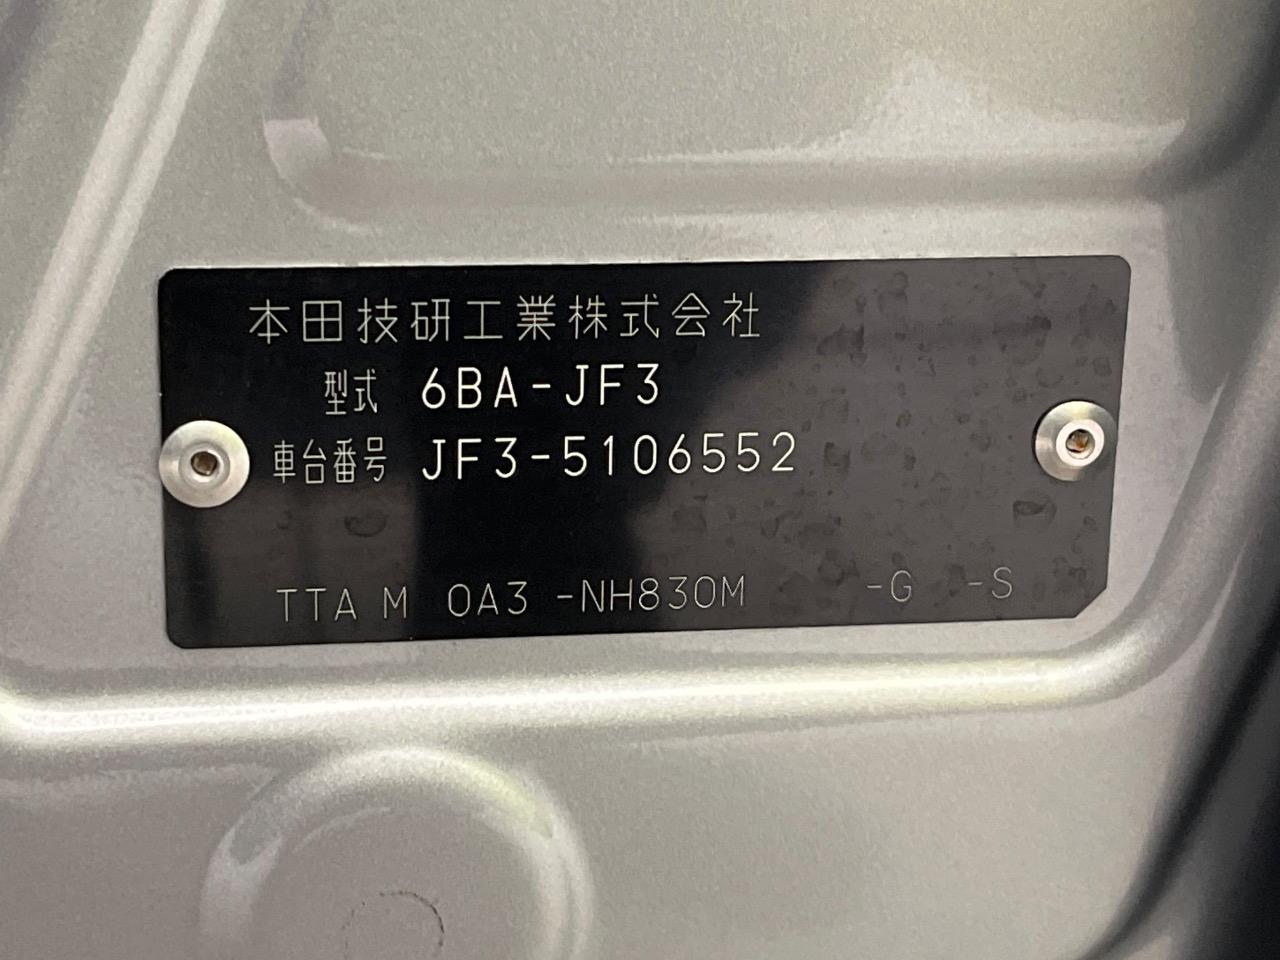 本田技研工業株式会社
型式 6BA-JF3
車台番号 JF3-5106552
TTA M 0A3 -NH830M -G -S